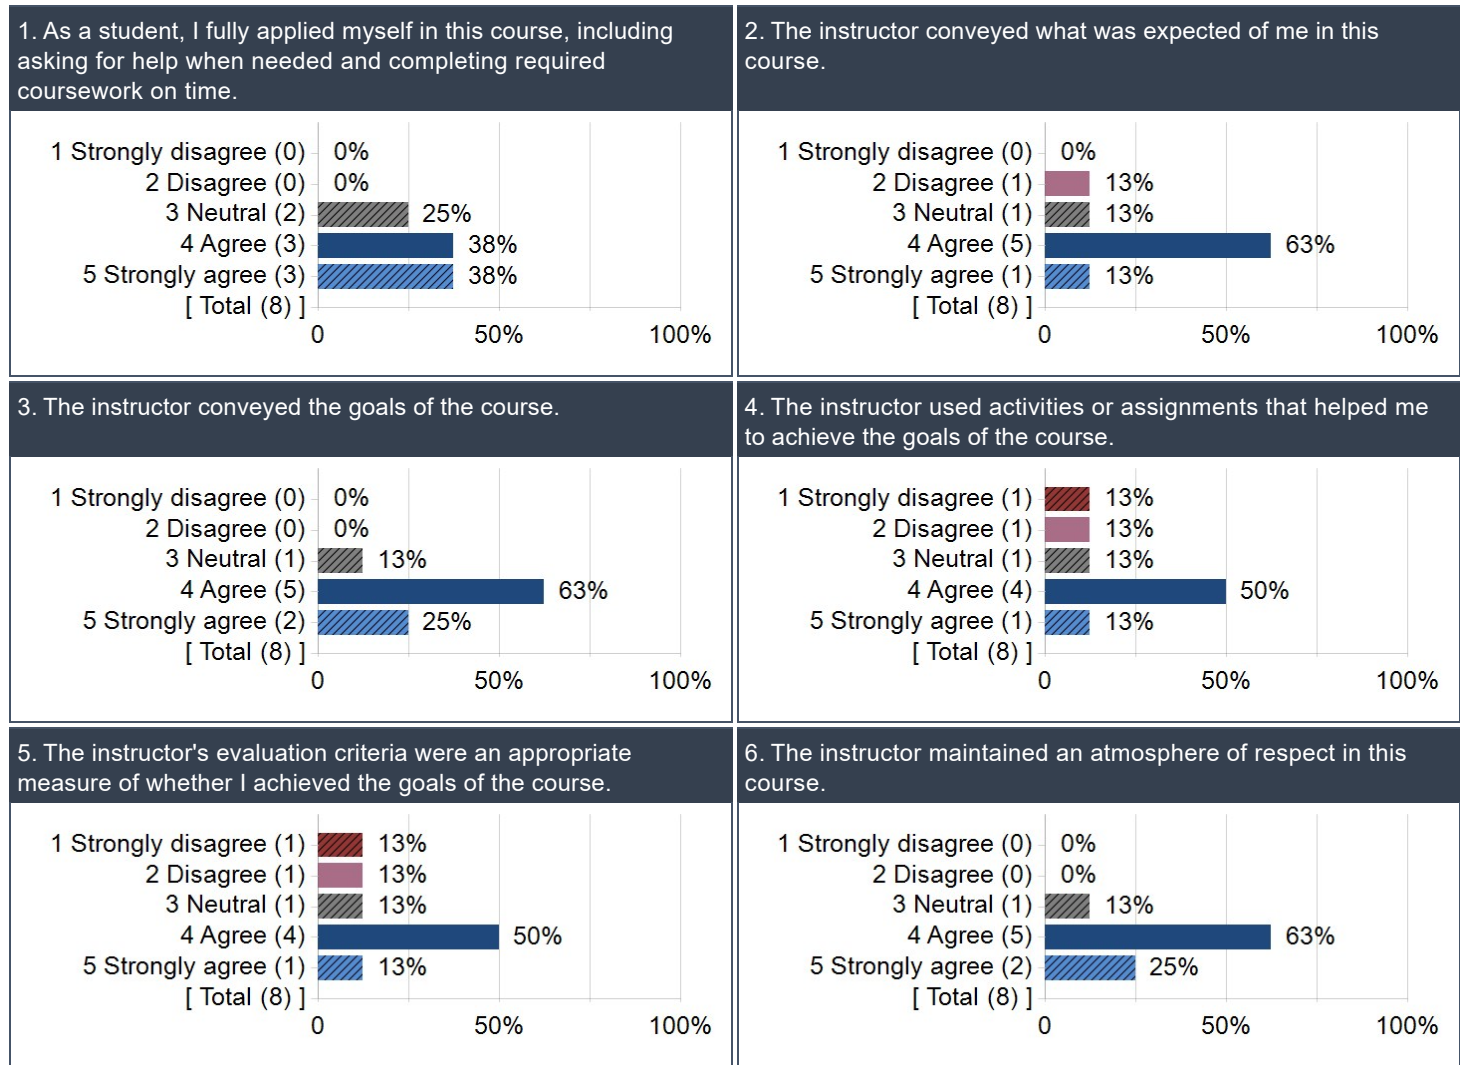 1. As a student, I fully applied myself in this course, including
asking for help when needed and completing required
coursework on time.
1 Strongly disagree (0) 0%
2 Disagree (0) 0%
3 Neutral (2) 25%
4 Agree (3) 38%
5 Strongly agree (3) 38%
[ Total (8) ]
0 50% 100%
2. The instructor conveyed what was expected of me in this
course.
1 Strongly disagree (0) 0%
2 Disagree (1) 13%
3 Neutral (1) 13%
4 Agree (5) 63%
5 Strongly agree (1) 13%
[ Total (8) ]
0 50% 100%
3. The instructor conveyed the goals of the course.
1 Strongly disagree (0) 0%
2 Disagree (0) 0%
3 Neutral (1) 13%
4 Agree (5) 63%
5 Strongly agree (2) 25%
[ Total (8) ]
0 50% 100%
4. The instructor used activities or assignments that helped me
to achieve the goals of the course.
1 Strongly disagree (1) 13%
2 Disagree (1) 13%
3 Neutral (1) 13%
4 Agree (4) 50%
5 Strongly agree (1) 13%
[ Total (8) ]
0 50% 100%
5. The instructor's evaluation criteria were an appropriate
measure of whether I achieved the goals of the course.
1 Strongly disagree (1) 13%
2 Disagree (1) 13%
3 Neutral (1) 13%
4 Agree (4) 50%
5 Strongly agree (1) 13%
[ Total (8) ]
0 50% 100%
6. The instructor maintained an atmosphere of respect in this
course.
1 Strongly disagree (0) 0%
2 Disagree (0) 0%
3 Neutral (1) 13%
4 Agree (5) 63%
5 Strongly agree (2) 25%
[ Total (8) ]
0 50% 100%